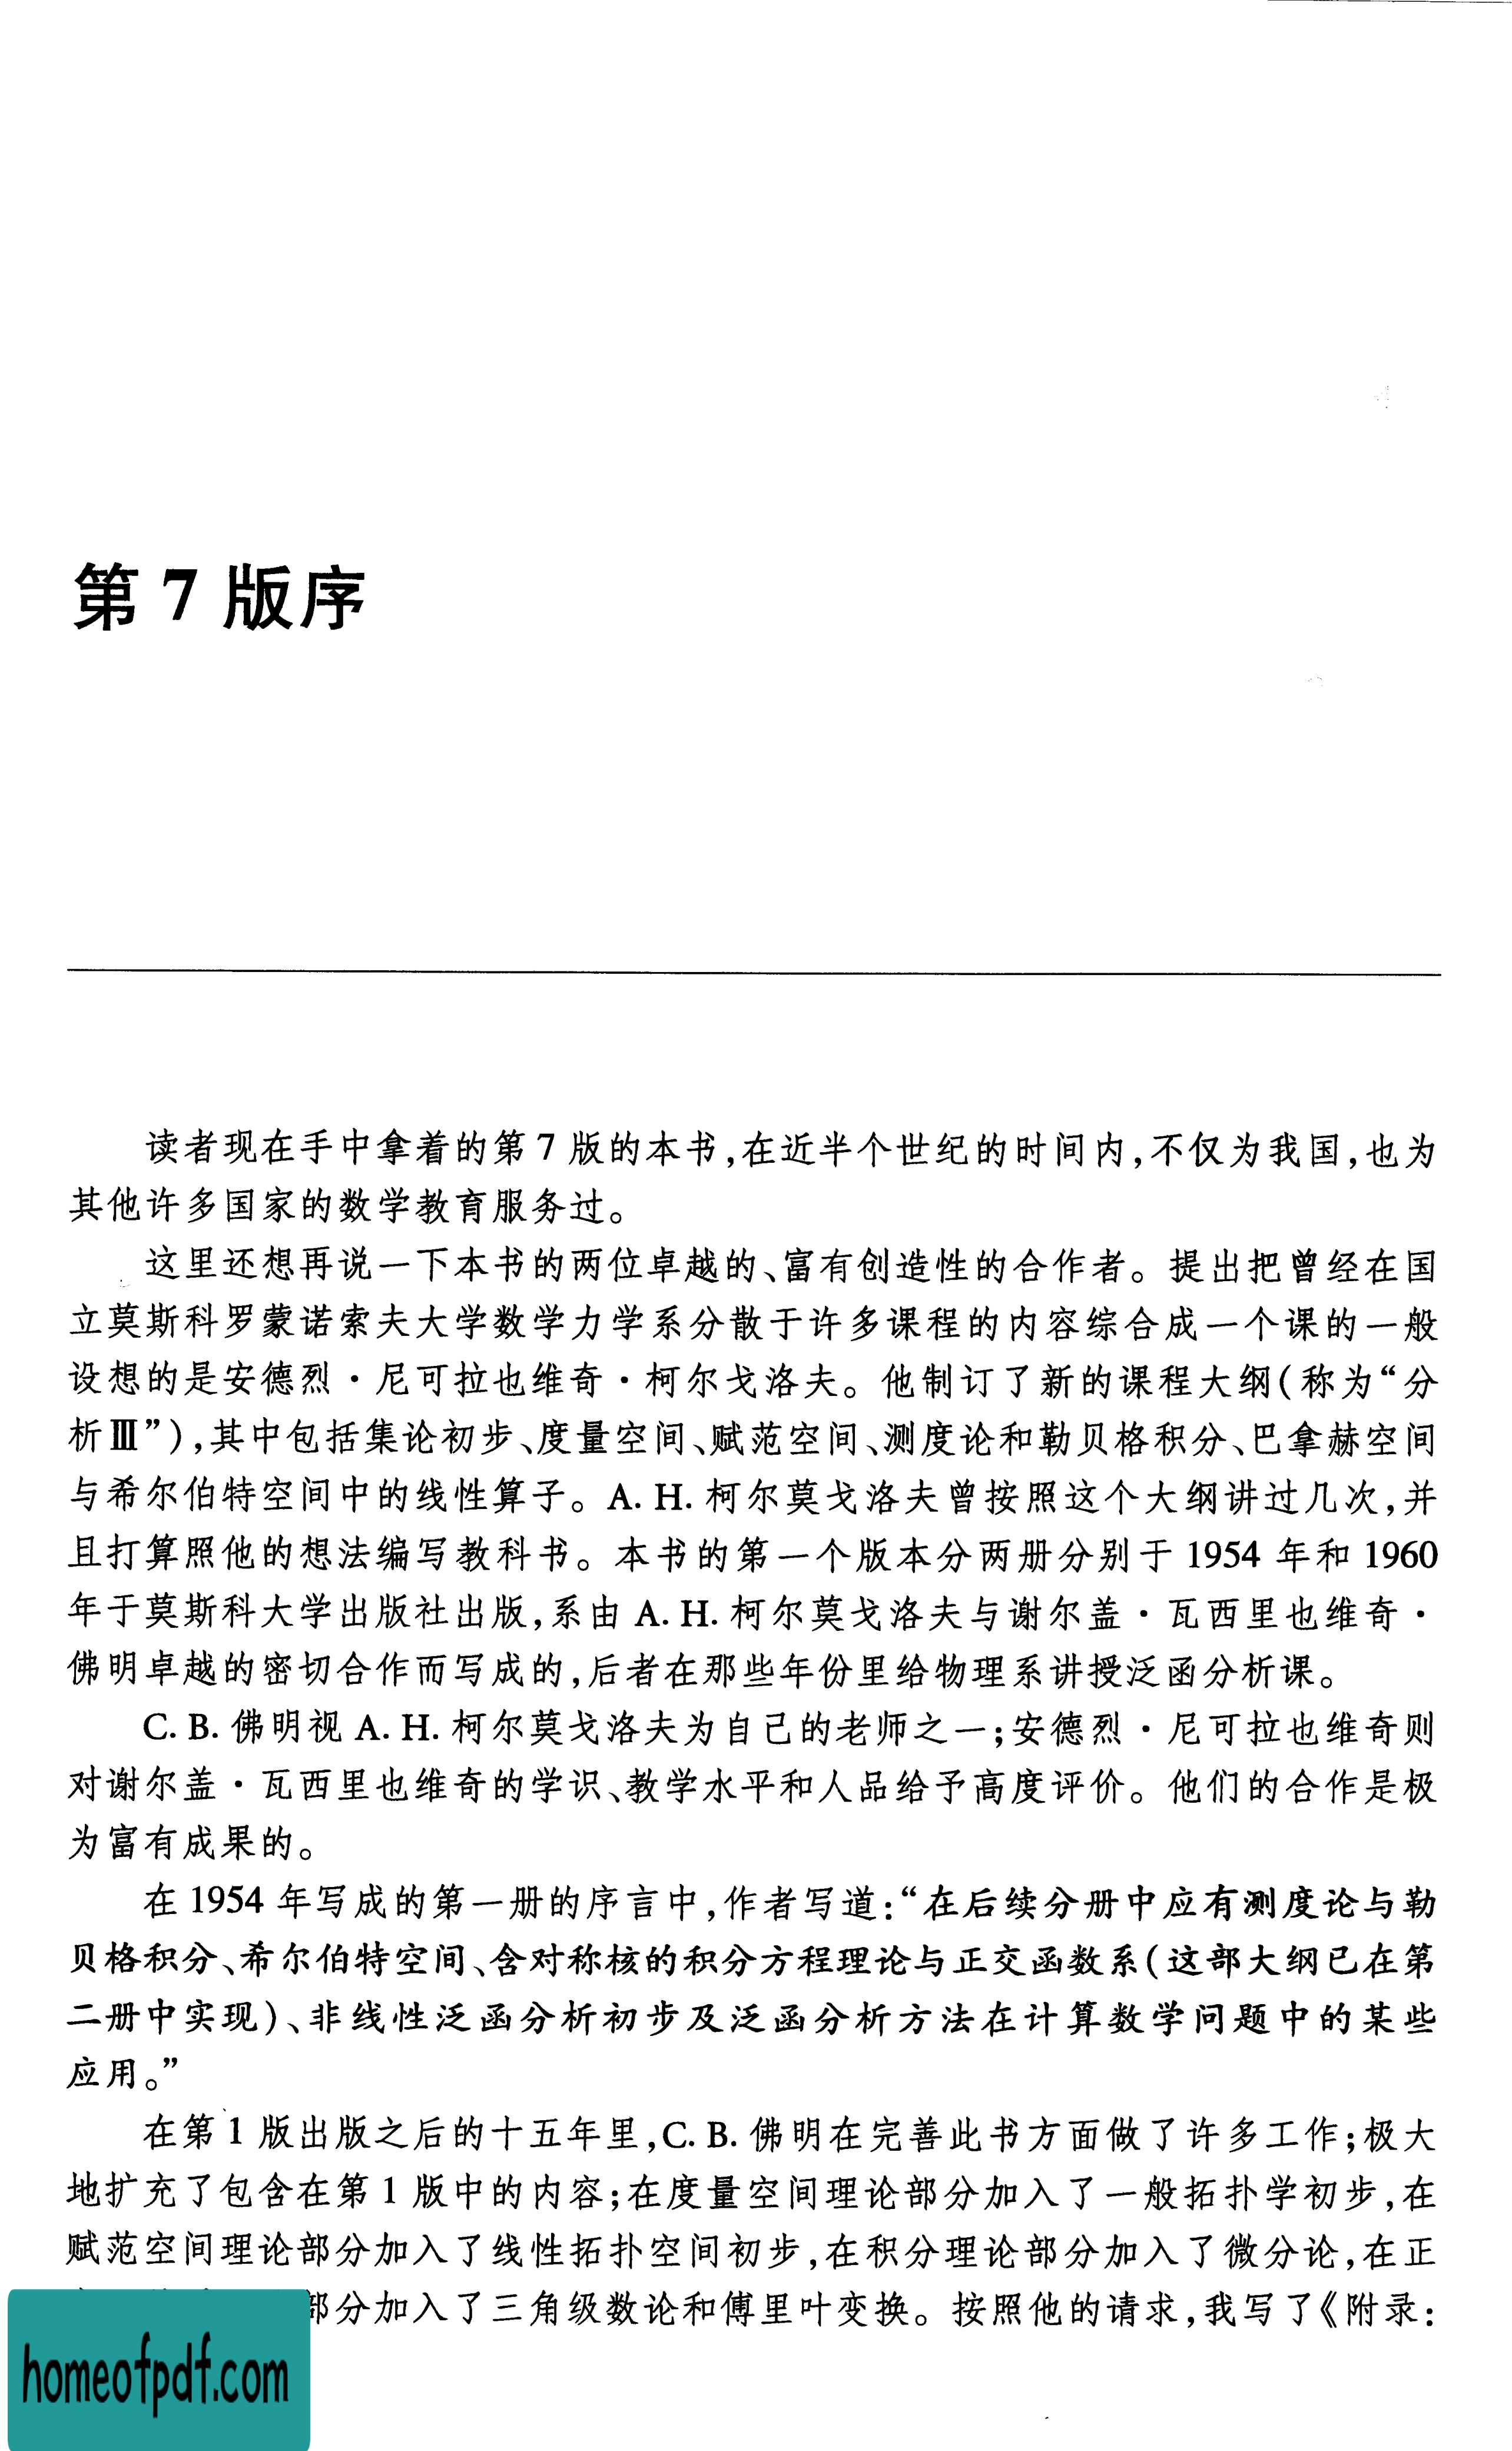 第 7 版序
读者现在手中拿着的第 7 版的本书,在近半个世纪的时间内,不仅为我国,也为
其他许多国家的数学教育服务过。
这里还想再说一下本书的两位卓越的、富有创造性的合作者。提出把曾经在国
立莫斯科罗蒙诺索夫大学数学力学系分散于许多课程的内容综合成一个课的一般
设想的是安德烈·尼可拉也维奇·柯尔戈洛夫。他制订了新的课程大纲(称为“分
析Ⅲ”),其中包括集论初步、度量空间、赋范空间、测度论和勒贝格积分、巴拿赫空间
与希尔伯特空间中的线性算子。A. H. 柯尔莫戈洛夫曾按照这个大纲讲过几次,并
且打算照他的想法编写教科书。本书的第一个版本分两册分别于 1954 年和 1960
年于莫斯科大学出版社出版,系由 A. H. 柯尔莫戈洛夫与谢尔盖·瓦西里也维奇·
佛明卓越的密切合作而写成的,后者在那些年份里给物理系讲授泛函分析课。
C. B. 佛明视 A. H. 柯尔莫戈洛夫为自己的老师之一;安德烈·尼可拉也维奇则
对谢尔盖·瓦西里也维奇的学识、教学水平和人品给予高度评价。他们的合作是极
为富有成果的。
在 1954 年写成的第一册的序言中,作者写道:“在后续分册中应有测度论与勒
贝格积分、希尔伯特空间、含对称核的积分方程理论与正交函数系(这部大纲已在第
二册中实现)、非线性泛函分析初步及泛函分析方法在计算数学问题中的某些
应用。”
在第 1 版出版之后的十五年里,C. B. 佛明在完善此书方面做了许多工作;极大
地扩充了包含在第 1 版中的内容;在度量空间理论部分加入了一般拓扑学初步,在
赋范空间理论部分加入了线性拓扑空间初步,在积分理论部分加入了微分论,在正
部分加入了三角级数论和傅里叶变换。按照他的请求,我写了《附录:
homeofpdf.com